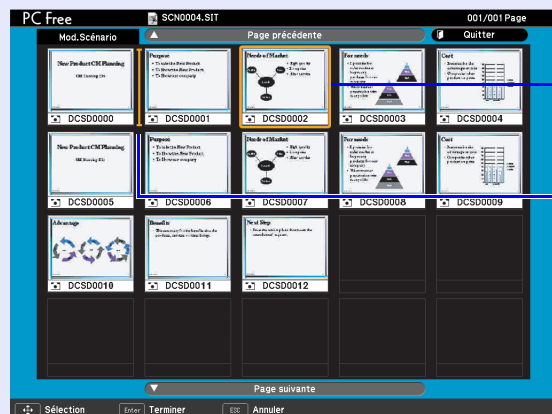 PC Free
SCN0004.SIT
001/001 Page
Mod.Scénario
Page précédente
Quitter
New Product CM Planning
Purpose
Needs of Market
For needs
Cost
DCSD0000
DCSD0001
DCSD0002
DCSD0003
DCSD0004
New Product CM Planning
Purpose
Needs of Market
For needs
Cost
DCSD0005
DCSD0006
DCSD0007
DCSD0008
DCSD0009
Advantage
Benefits
Next Step
DCSD0010
DCSD0011
DCSD0012
Page suivante
Sélection
Enter Terminer
ESC Annuler